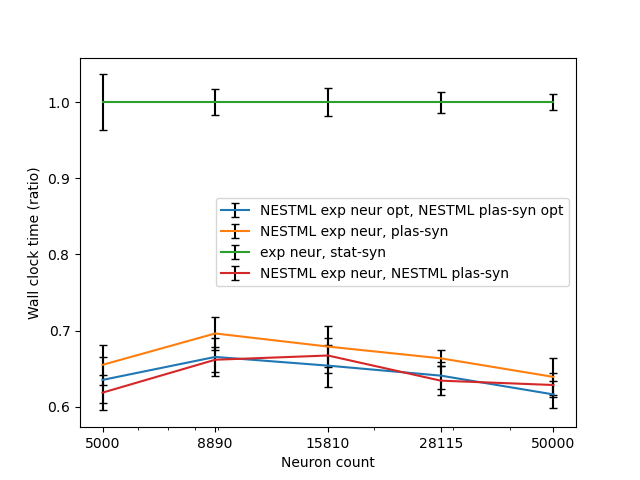 Wall clock time (ratio)
1.0
0.9
0.8
0.7
0.6
NESTML exp neur opt, NESTML plas-syn opt
NESTML exp neur, plas-syn
exp neur, stat-syn
NESTML exp neur, NESTML plas-syn
5000 8890 15810 28115 50000
Neuron count